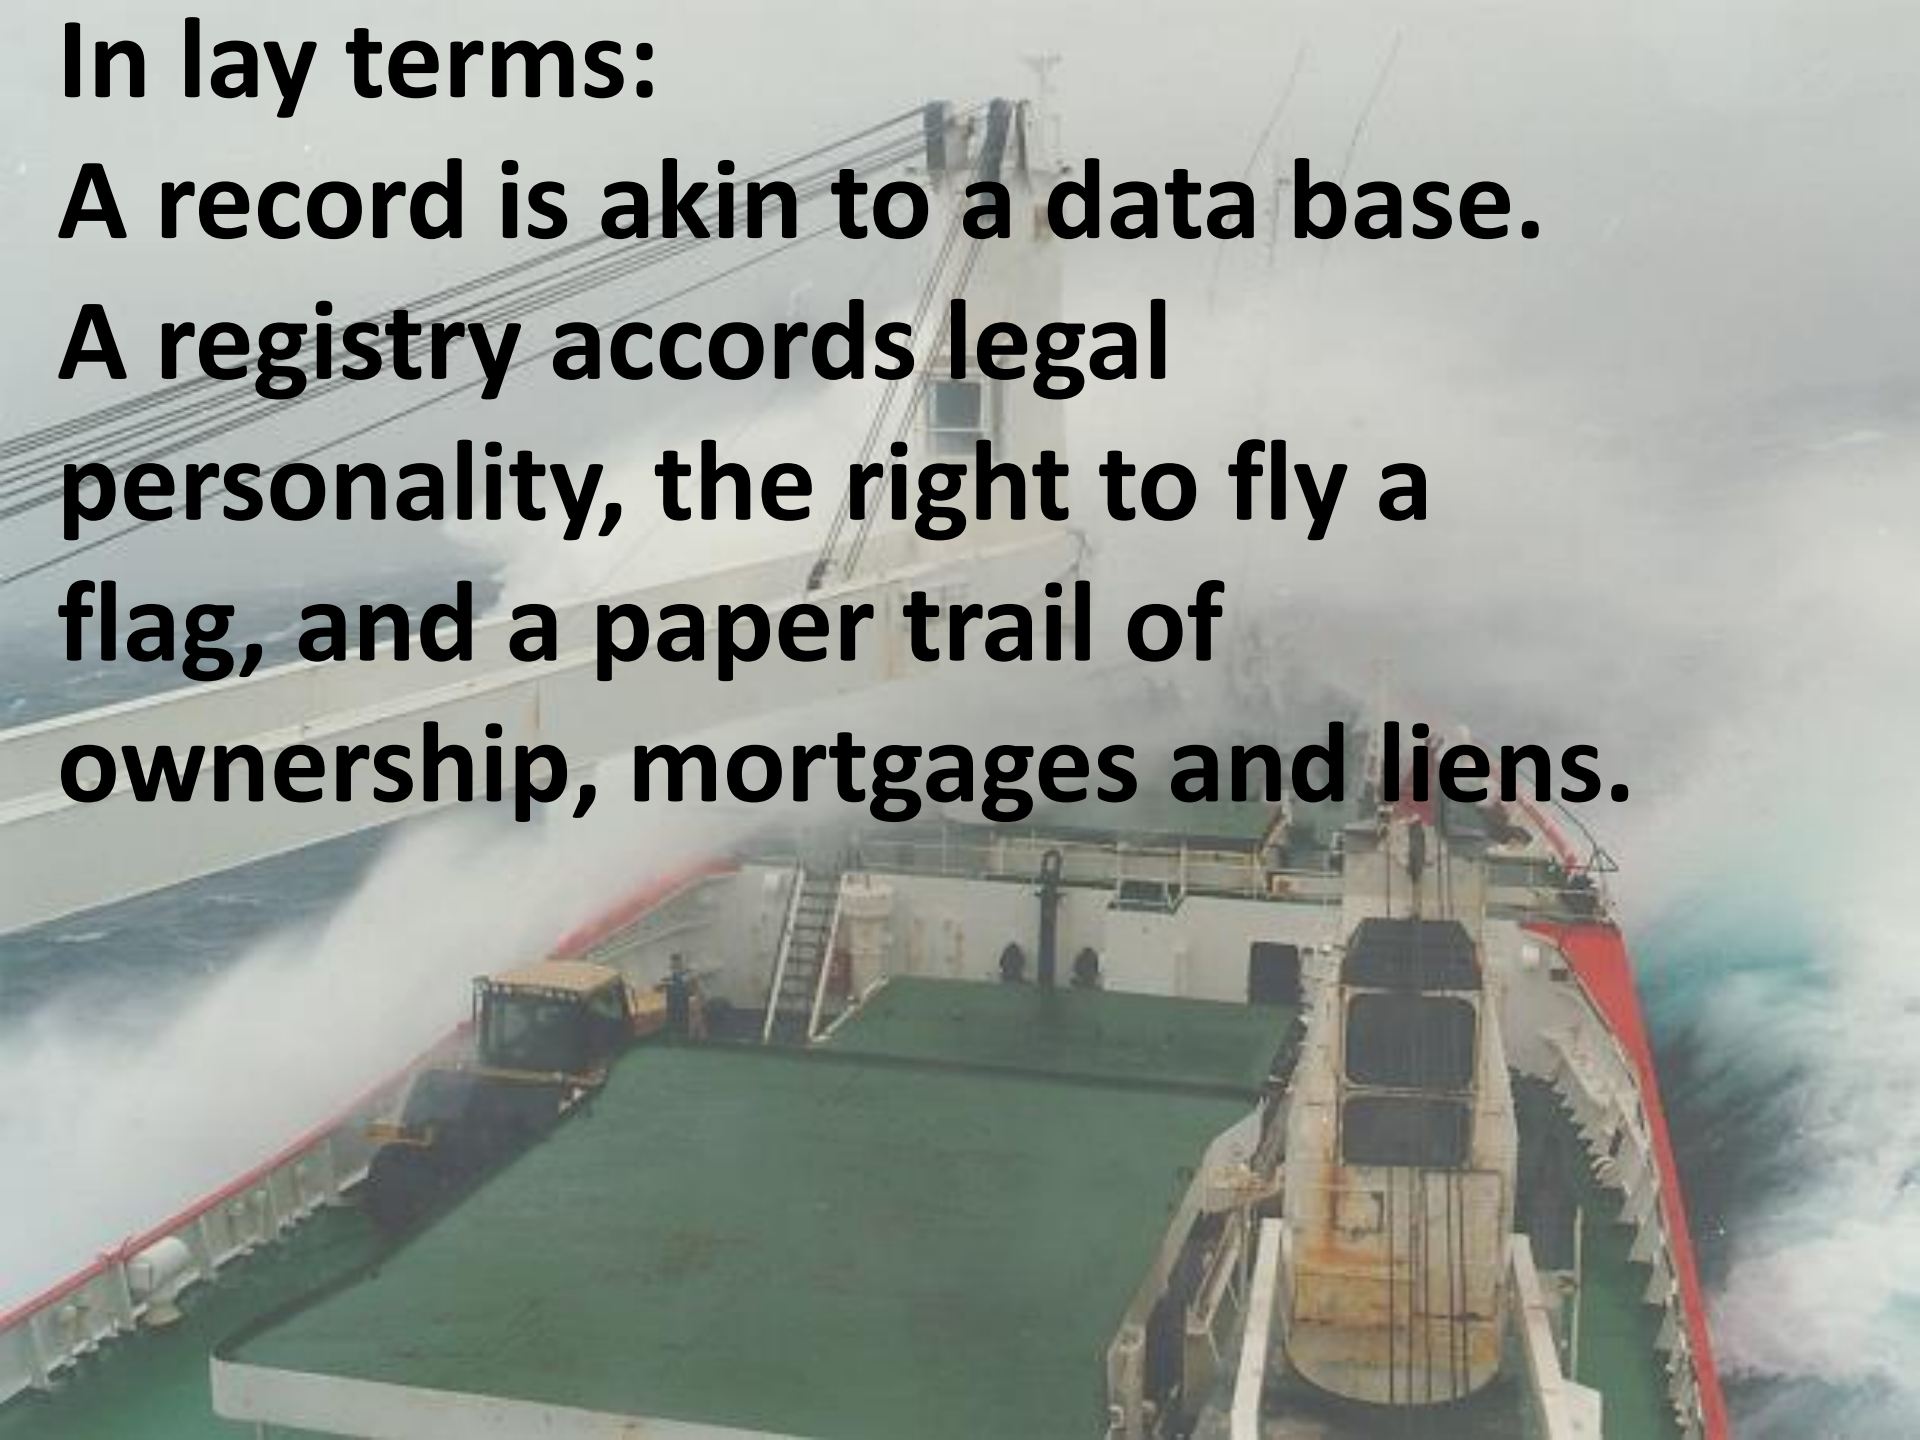 In lay terms:
A record is akin to a data base.
A registry accords legal
personality, the right to fly a
flag, and a paper trail of
ownership, mortgages and liens.